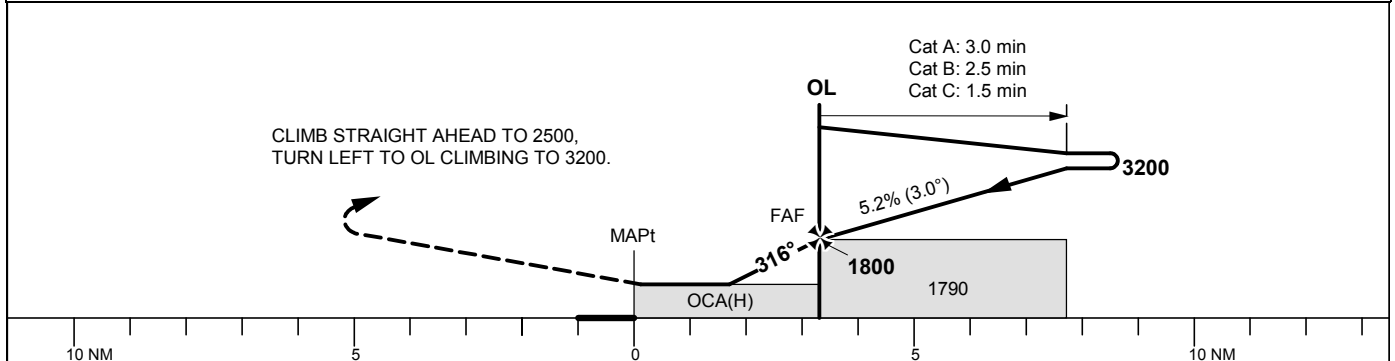 Cat A: 3.0 min
Cat B: 2.5 min
Cat C: 1.5 min
OL
CLIMB STRAIGHT AHEAD TO 2500,
TURN LEFT TO OL CLIMBING TO 3200.
3200
5.2% (3.0°)
FAF
MAPt
316°
1800
1790
OCA(H)
10 NM
5
0
5
10 NM